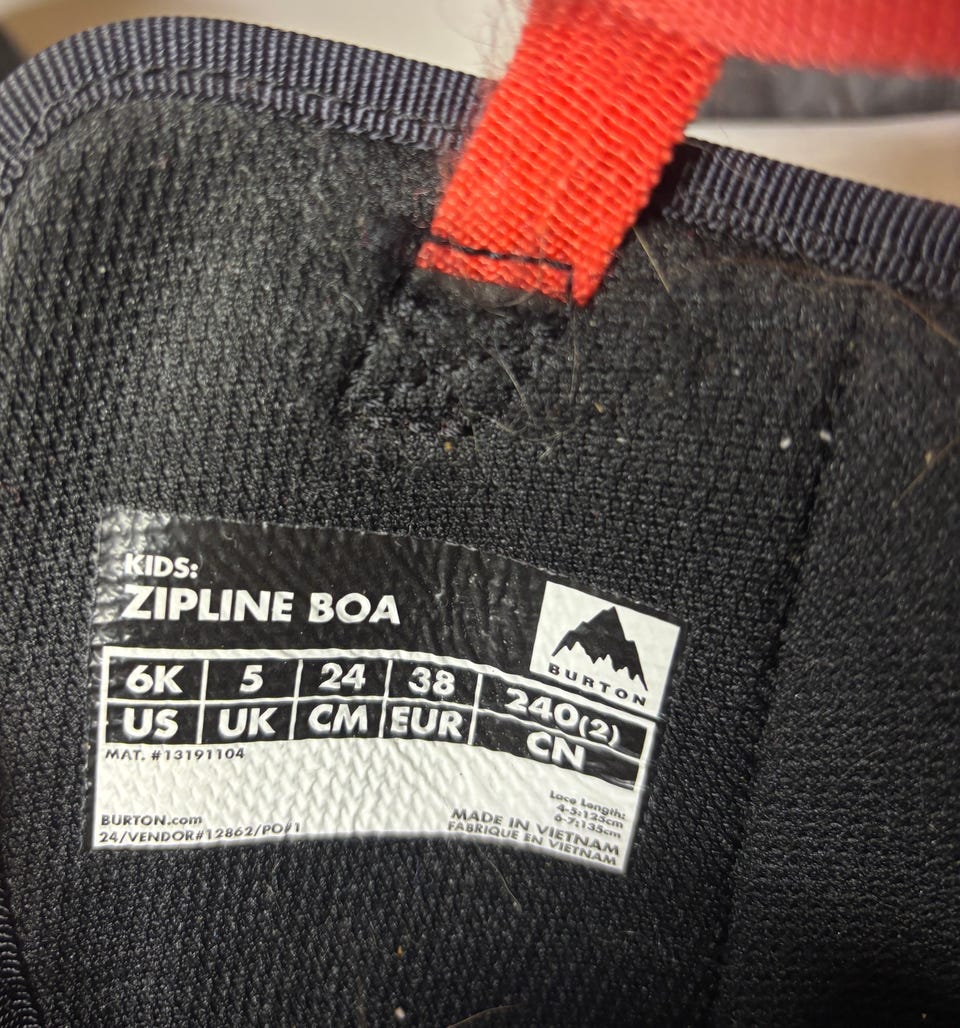 KIDS:
ZIPLINE BOA
BURTON
6K 5 24 38 240(2)
US UK CM EUR CN
MAT. #13191104
Lace Length:
4-5:125cm
6-7:135cm
BURTON.com
24/VENDOR#12862/PO#1
MADE IN VIETNAM
FABRIQUE EN VIETNAM